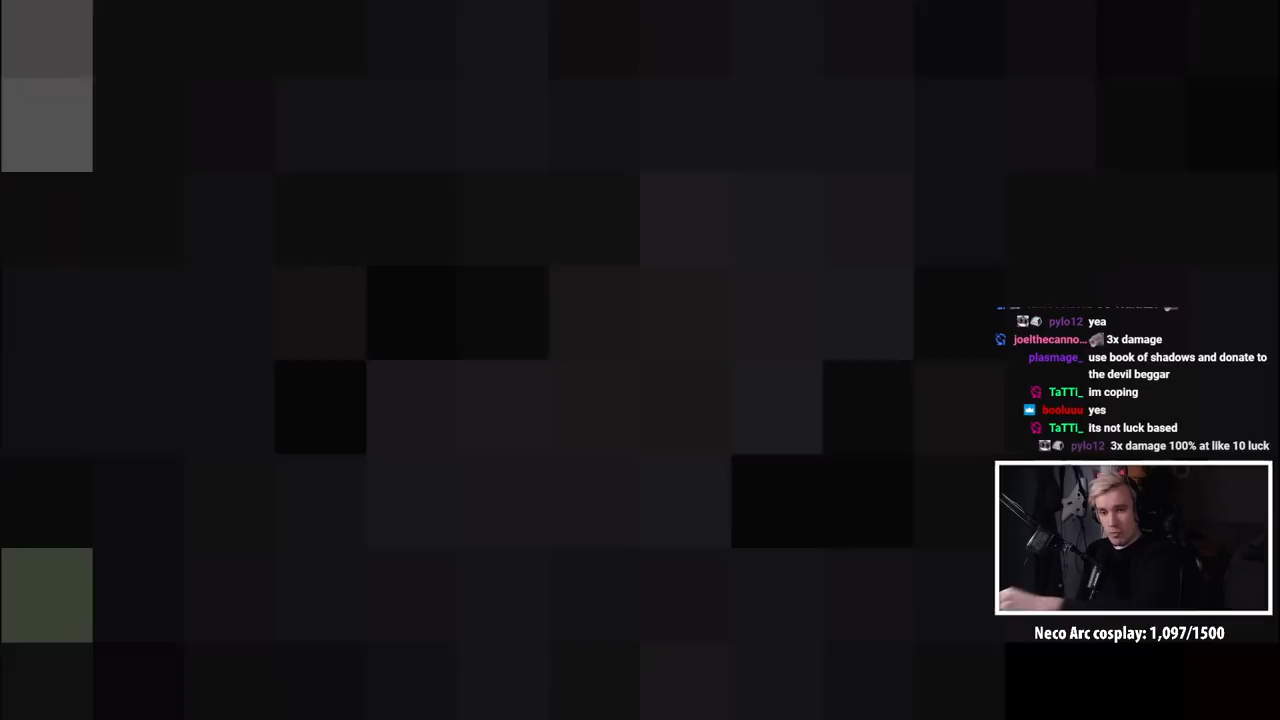 pylo12 yea
joelthecanno... 3x damage
plasmage_ use book of shadows and donate to
the devil beggar
TaTTi_ im coping
booluuu yes
TaTTi_ its not luck based
pylo12 3x damage 100% at like 10 luck
Neco Arc cosplay: 1,097/1500